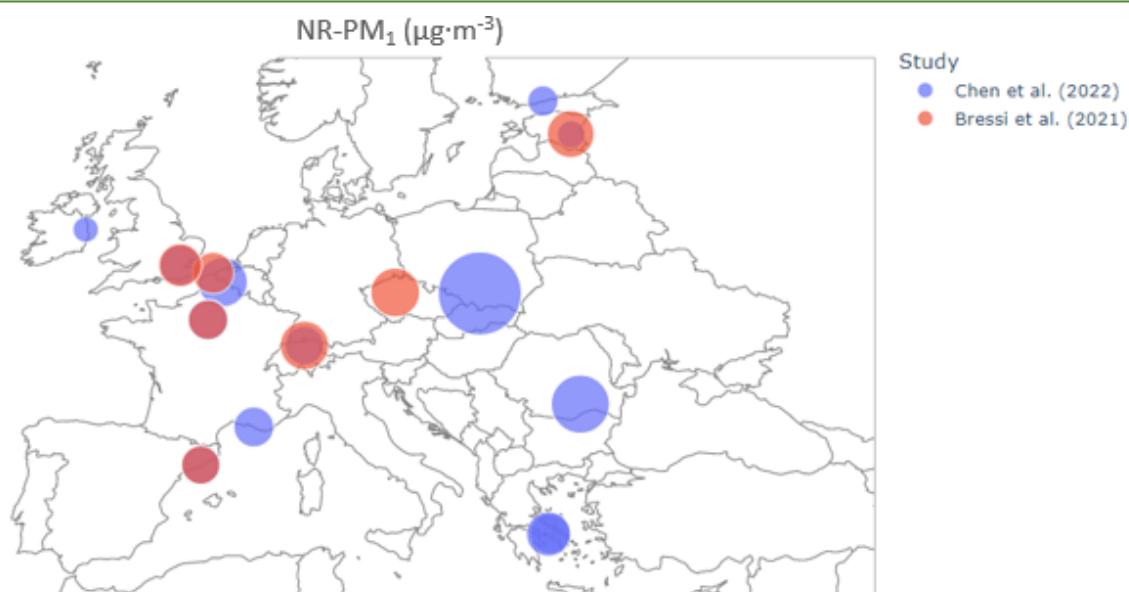 NR-PM₁ (µg·m⁻³)
Study
Chen et al. (2022)
Bressi et al. (2021)